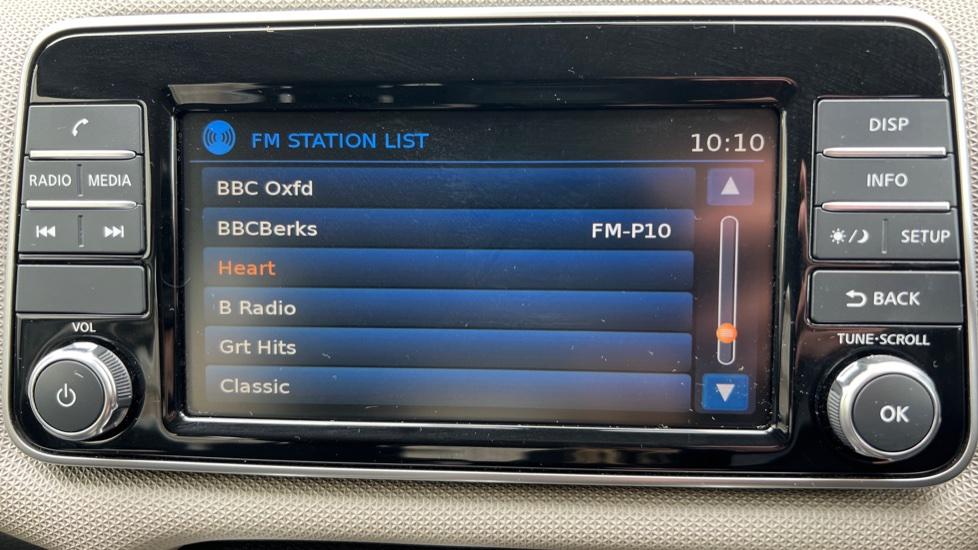 FM STATION LIST 10:10
DISP
RADIO MEDIA
INFO
BBC Oxfd
BBCBerks FM-P10
SETUP
Heart
BACK
B Radio
VOL
TUNE·SCROLL
Grt Hits
Classic
OK